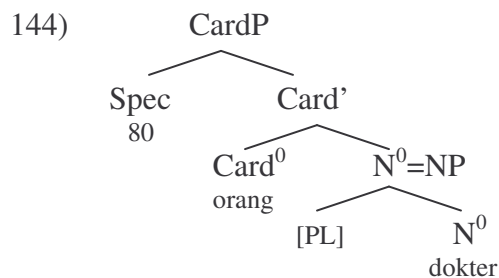 144) CardP
Spec Card’
80
Card⁰ N⁰=NP
orang
[PL] N⁰
dokter